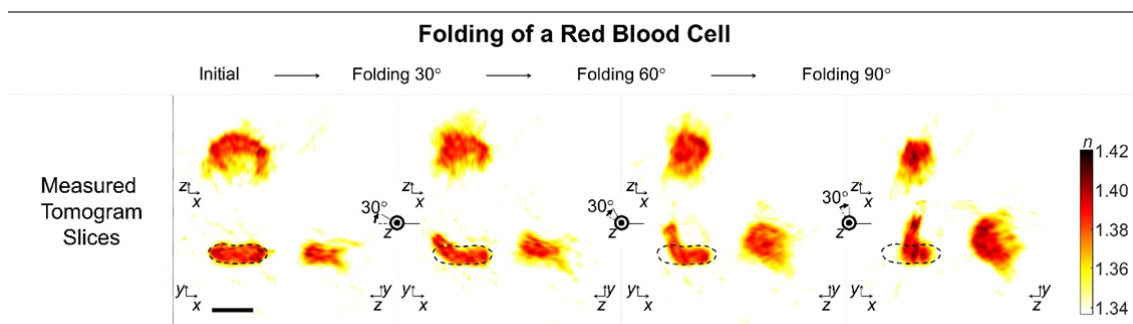 Folding of a Red Blood Cell
Initial → Folding 30° → Folding 60° → Folding 90°
Measured
Tomogram
Slices
z x z x z x z x
30° z 30° z 30° z
y x y z y x y z y x y z y x y z
n
1.42
1.40
1.38
1.36
1.34